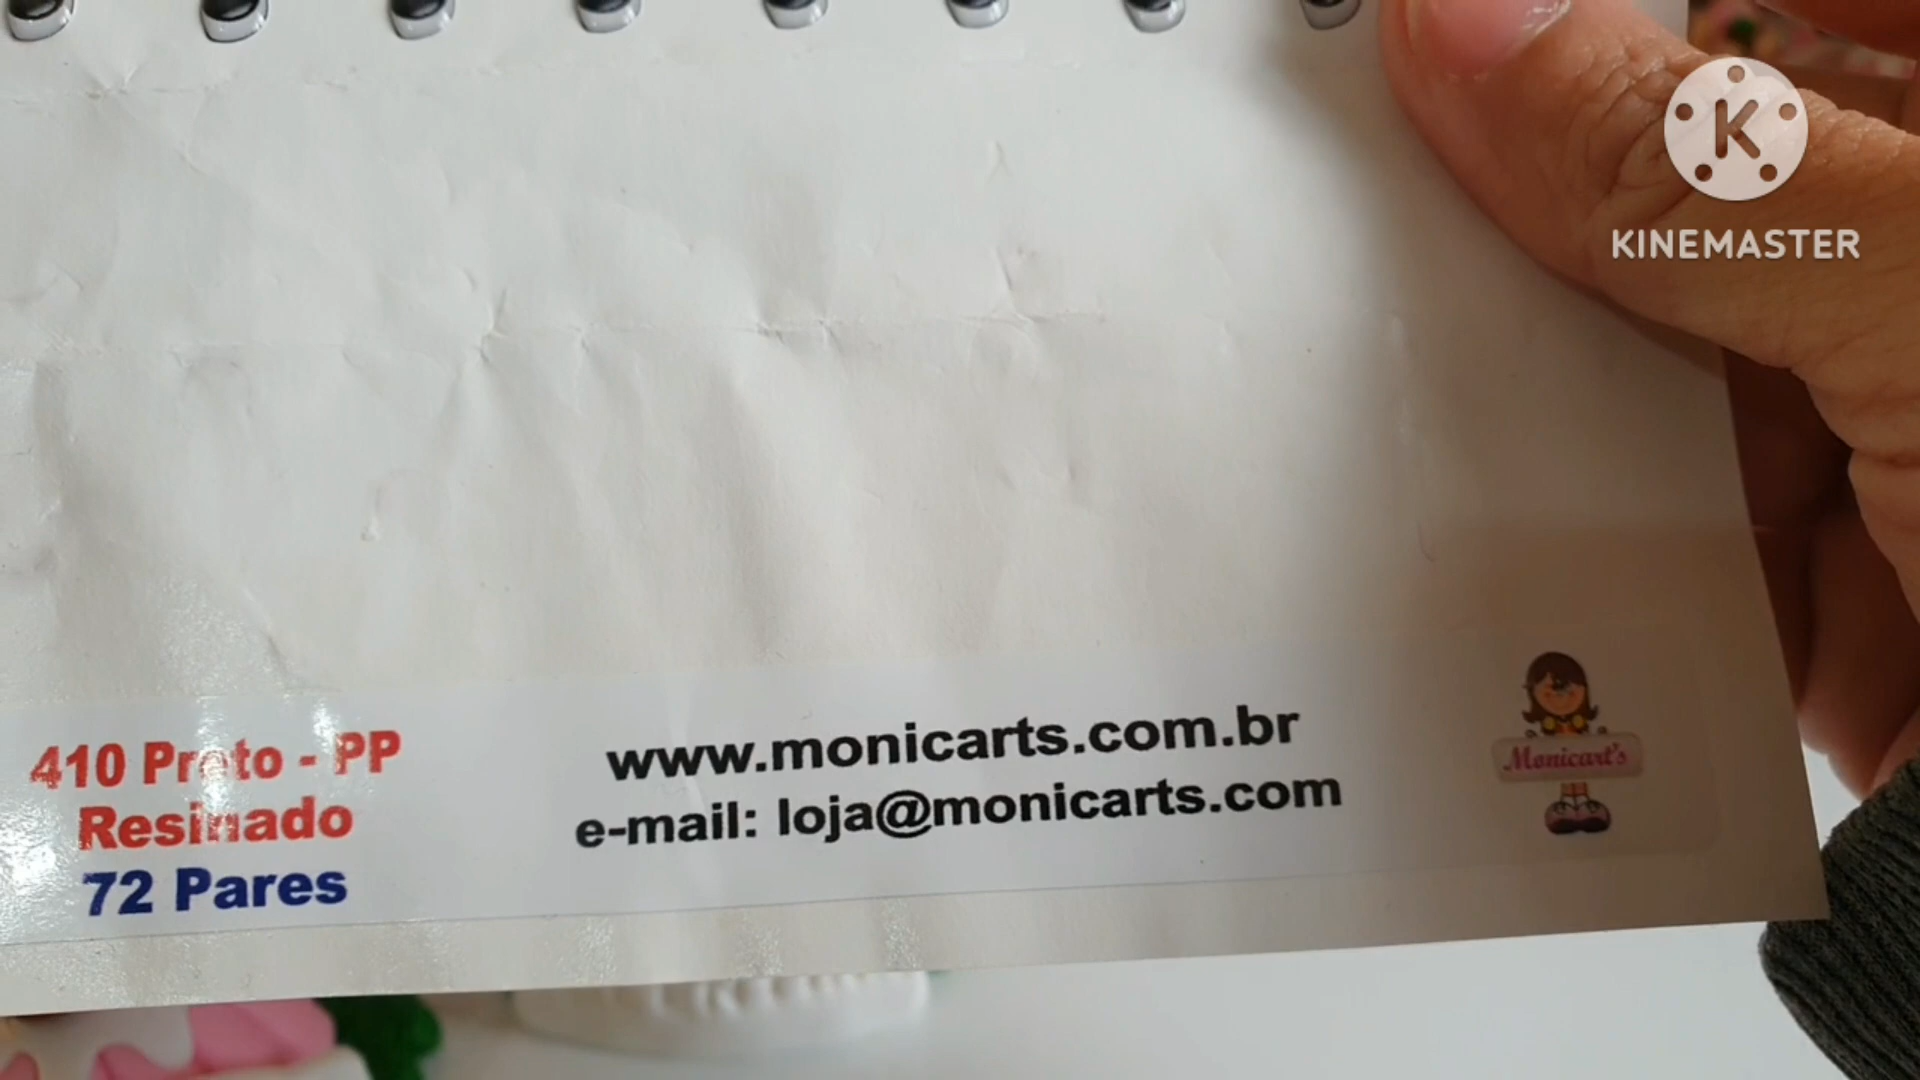 K
KINEMASTER
410 Preto - PP
Resinado
72 Pares
www.monicarts.com.br
e-mail: loja@monicarts.com
Monicart's